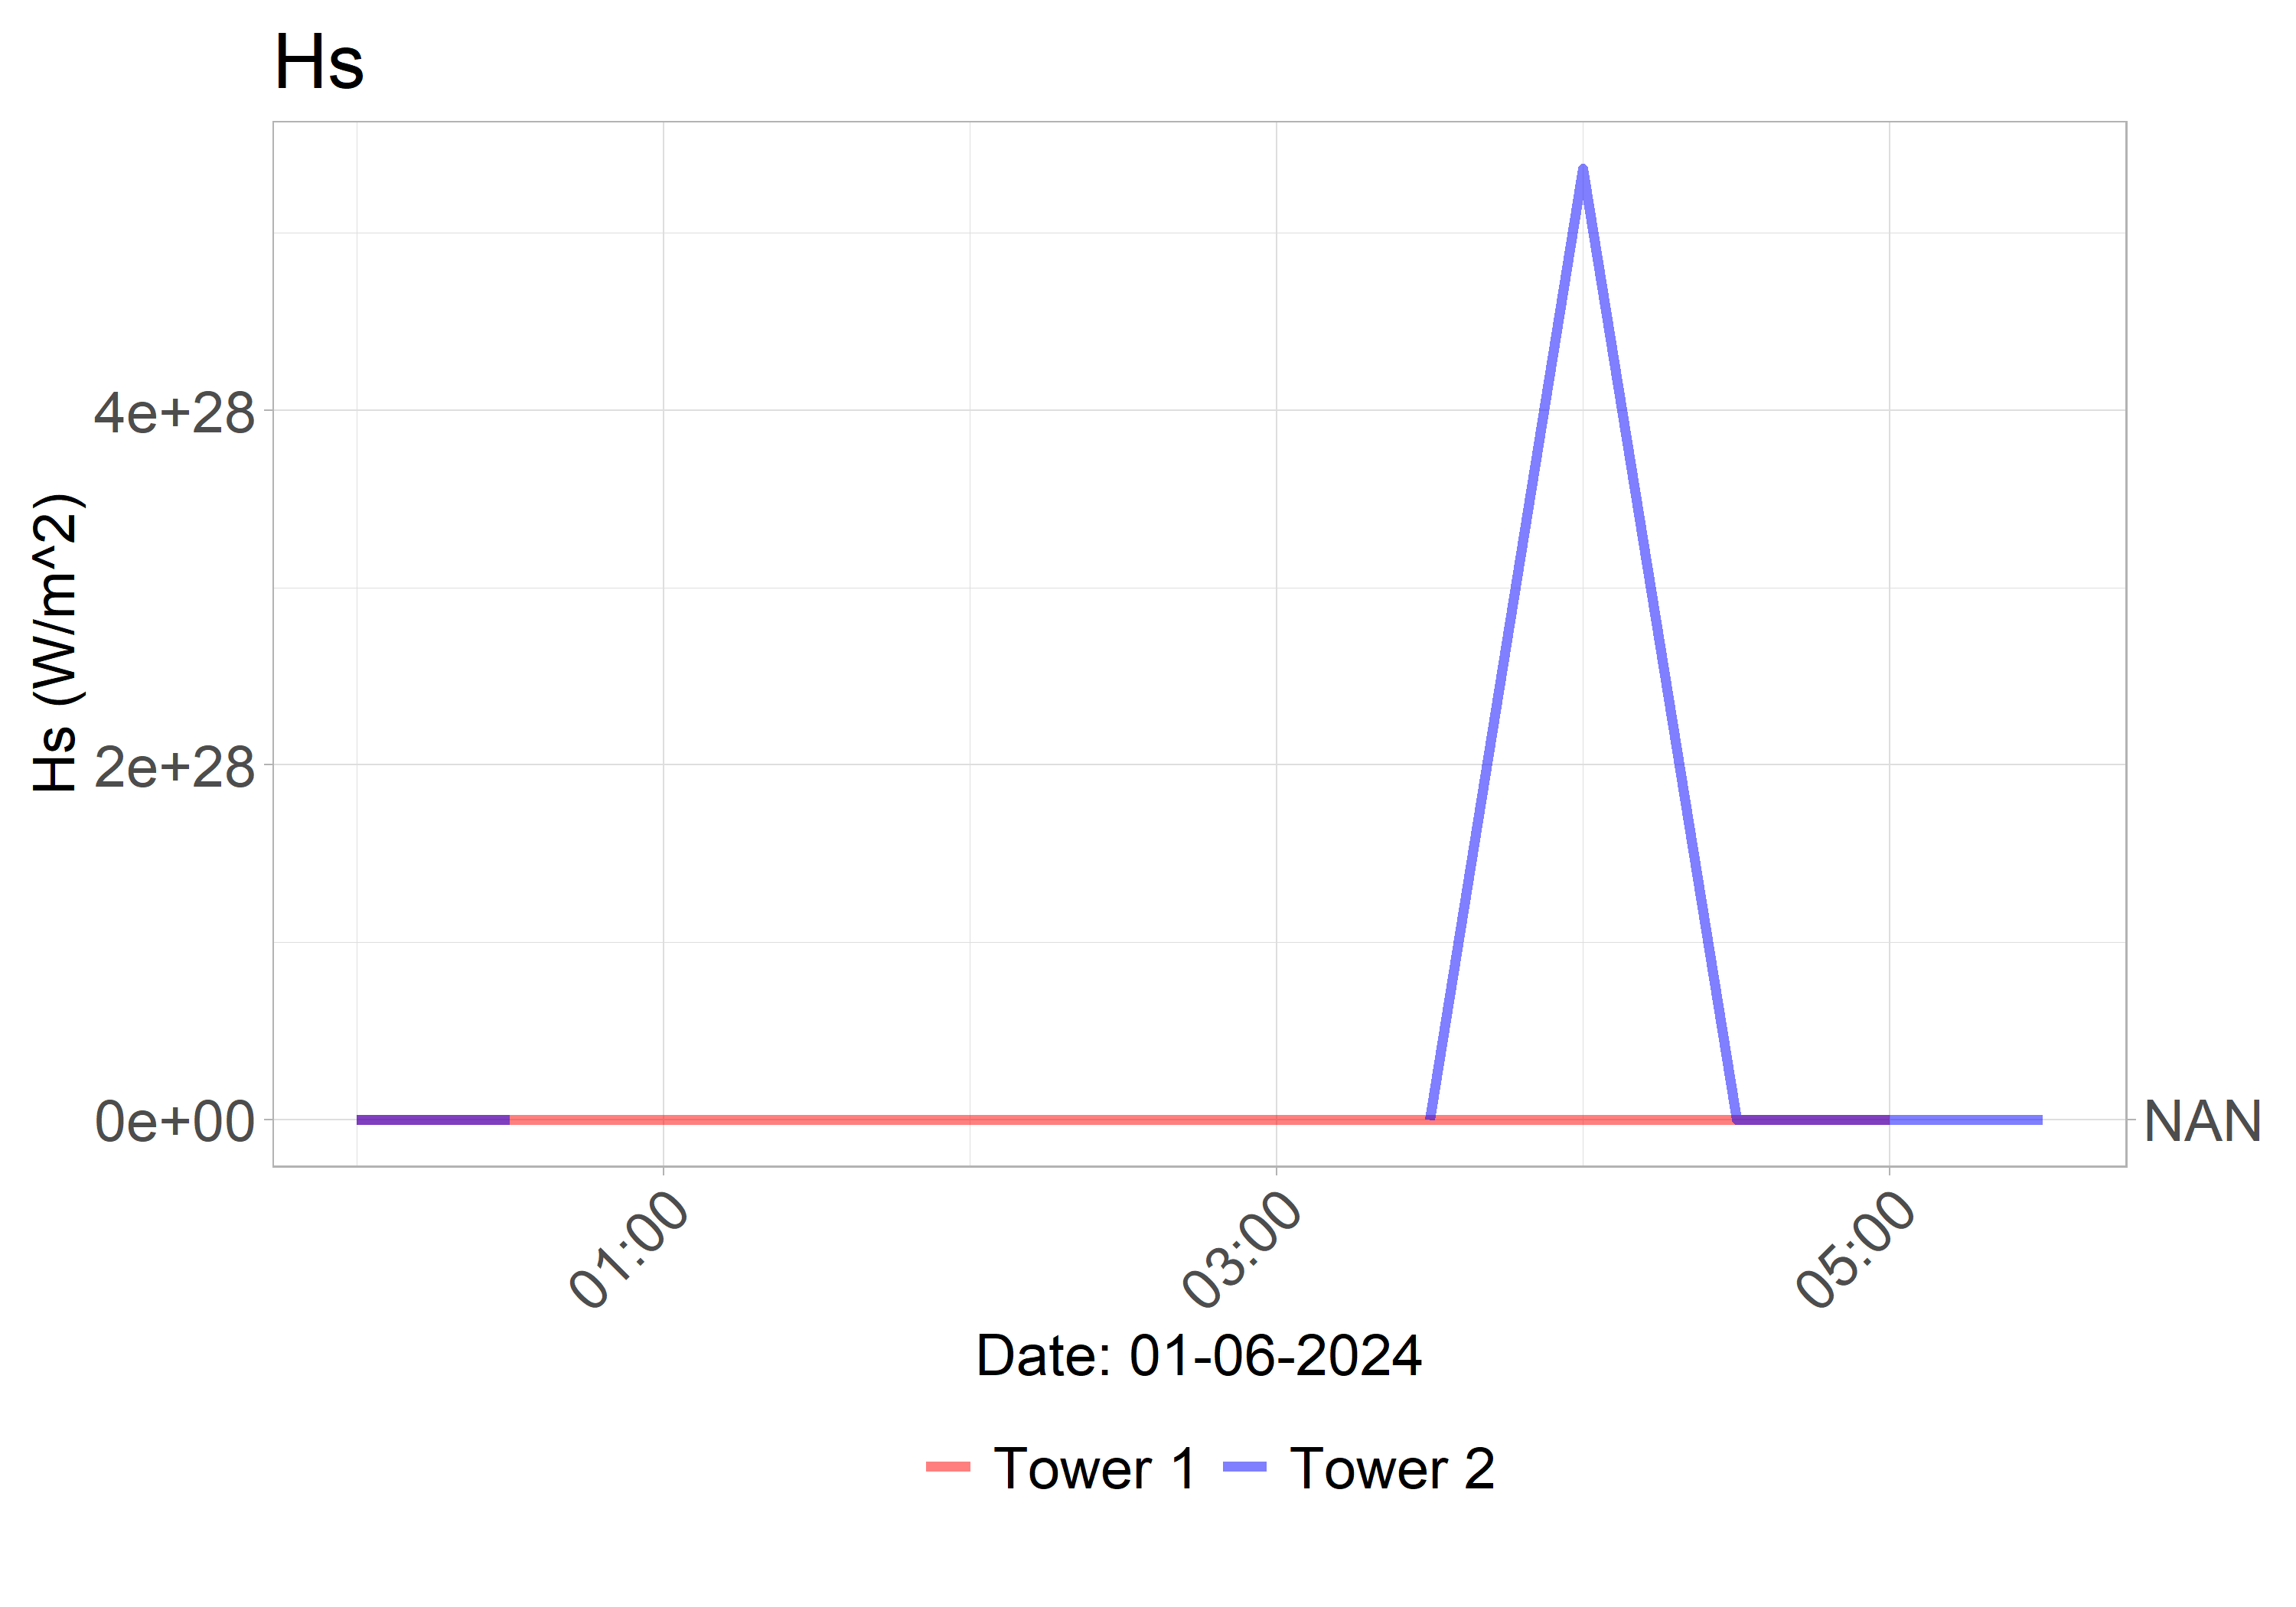 Hs
Hs (W/m^2)
4e+28
2e+28
0e+00
NAN
01:00
03:00
05:00
Date: 01-06-2024
Tower 1
Tower 2